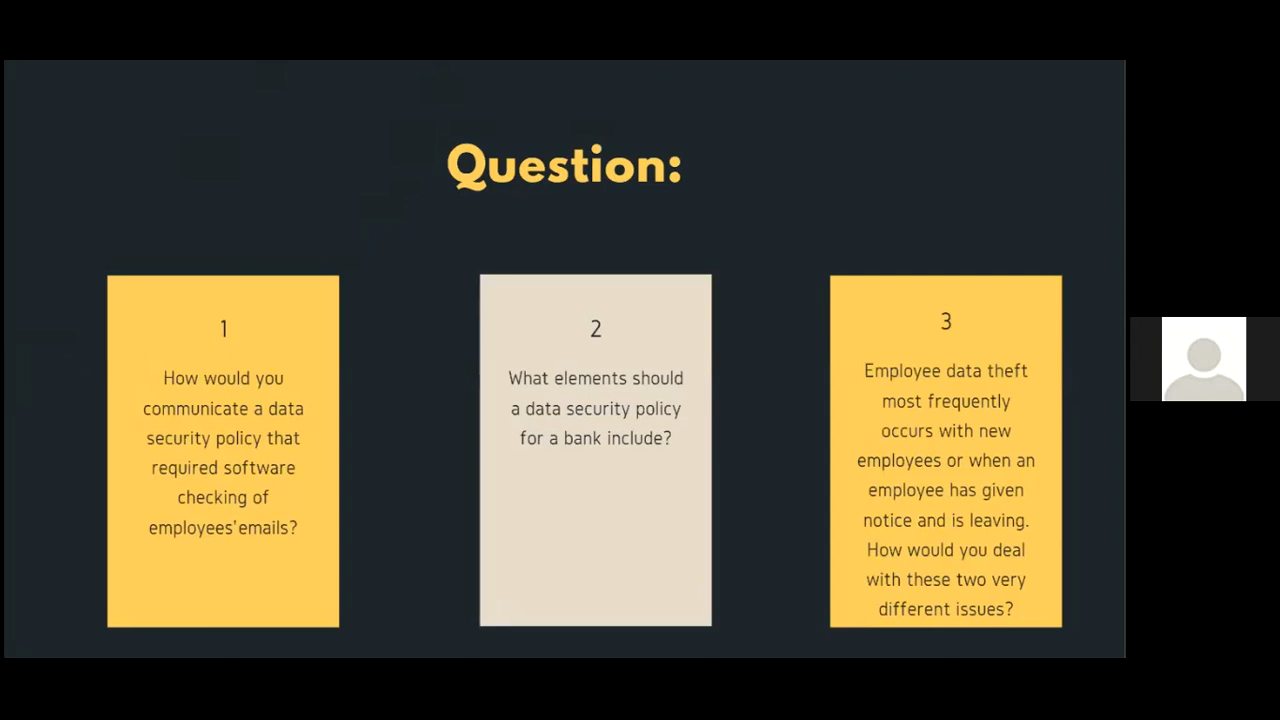 Question:
1
How would you
communicate a data
security policy that
required software
checking of
employees' emails?
2
What elements should
a data security policy
for a bank include?
3
Employee data theft
most frequently
occurs with new
employees or when an
employee has given
notice and is leaving.
How would you deal
with these two very
different issues?